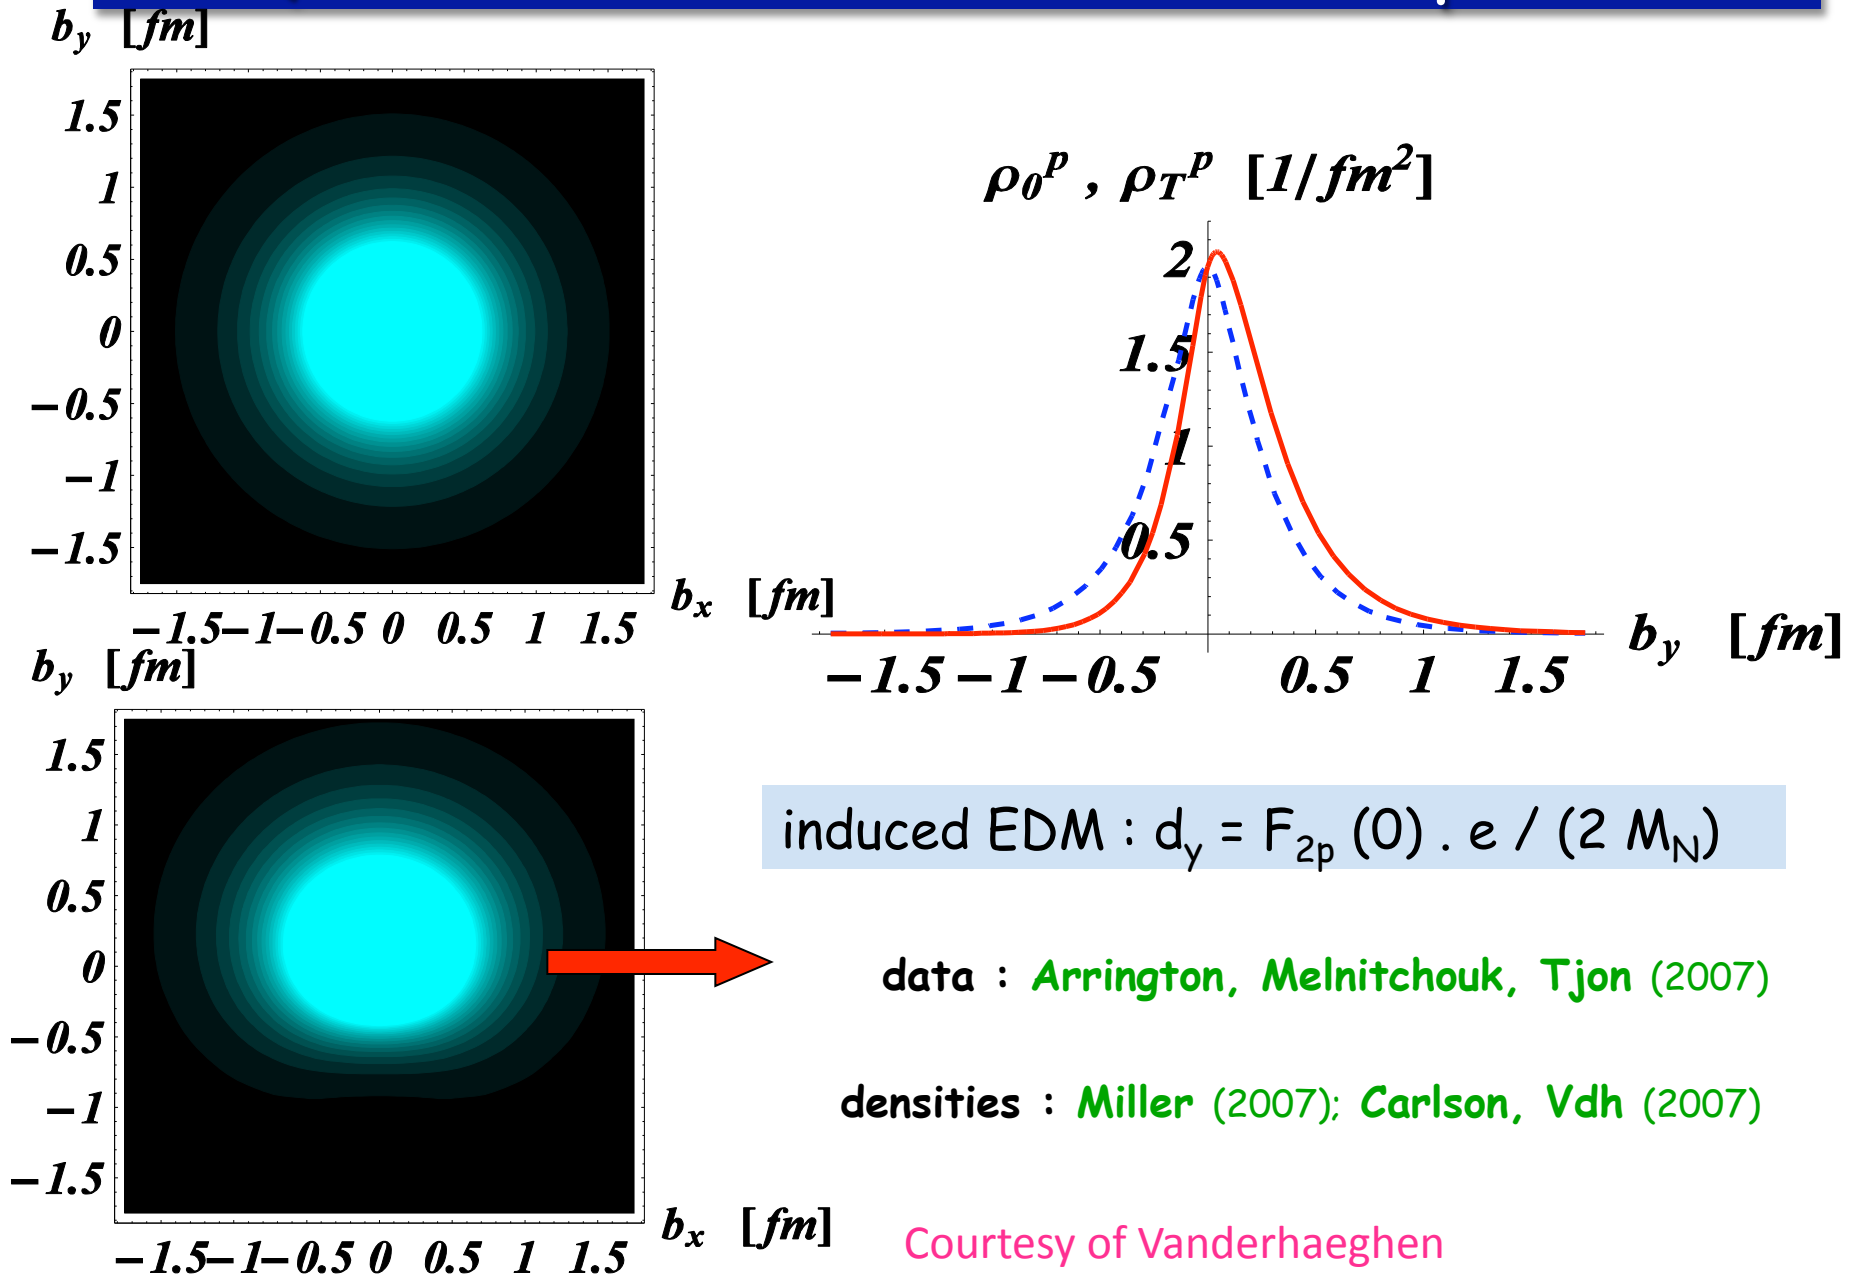 b_y [fm]
1.5
1
0.5
0
−0.5
−1
−1.5
−1.5 −1 −0.5 0 0.5 1 1.5
b_x [fm]
ρ_0^p , ρ_T^p [1/fm^2]
2
1.5
1
0.5
−1.5 −1 −0.5 0.5 1 1.5
b_y [fm]
b_y [fm]
1.5
1
0.5
0
−0.5
−1
−1.5
−1.5 −1 −0.5 0 0.5 1 1.5
b_x [fm]
induced EDM : d_y = F_2p (0) . e / (2 M_N)
data : Arrington, Melnitchouk, Tjon (2007)
densities : Miller (2007); Carlson, Vdh (2007)
Courtesy of Vanderhaeghen